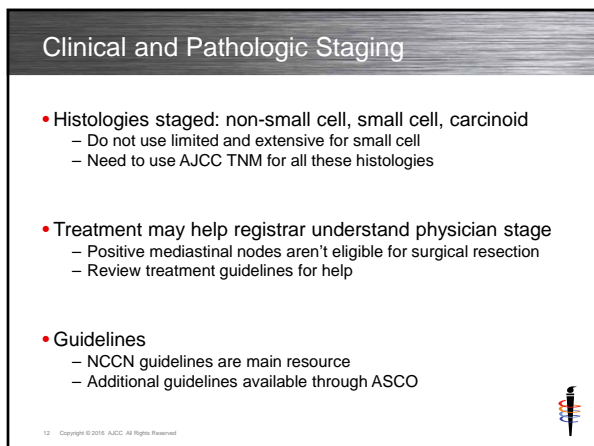 Clinical and Pathologic Staging
• Histologies staged: non-small cell, small cell, carcinoid
– Do not use limited and extensive for small cell
– Need to use AJCC TNM for all these histologies
• Treatment may help registrar understand physician stage
– Positive mediastinal nodes aren't eligible for surgical resection
– Review treatment guidelines for help
• Guidelines
– NCCN guidelines are main resource
– Additional guidelines available through ASCO
12 Copyright © 2016 AJCC All Rights Reserved